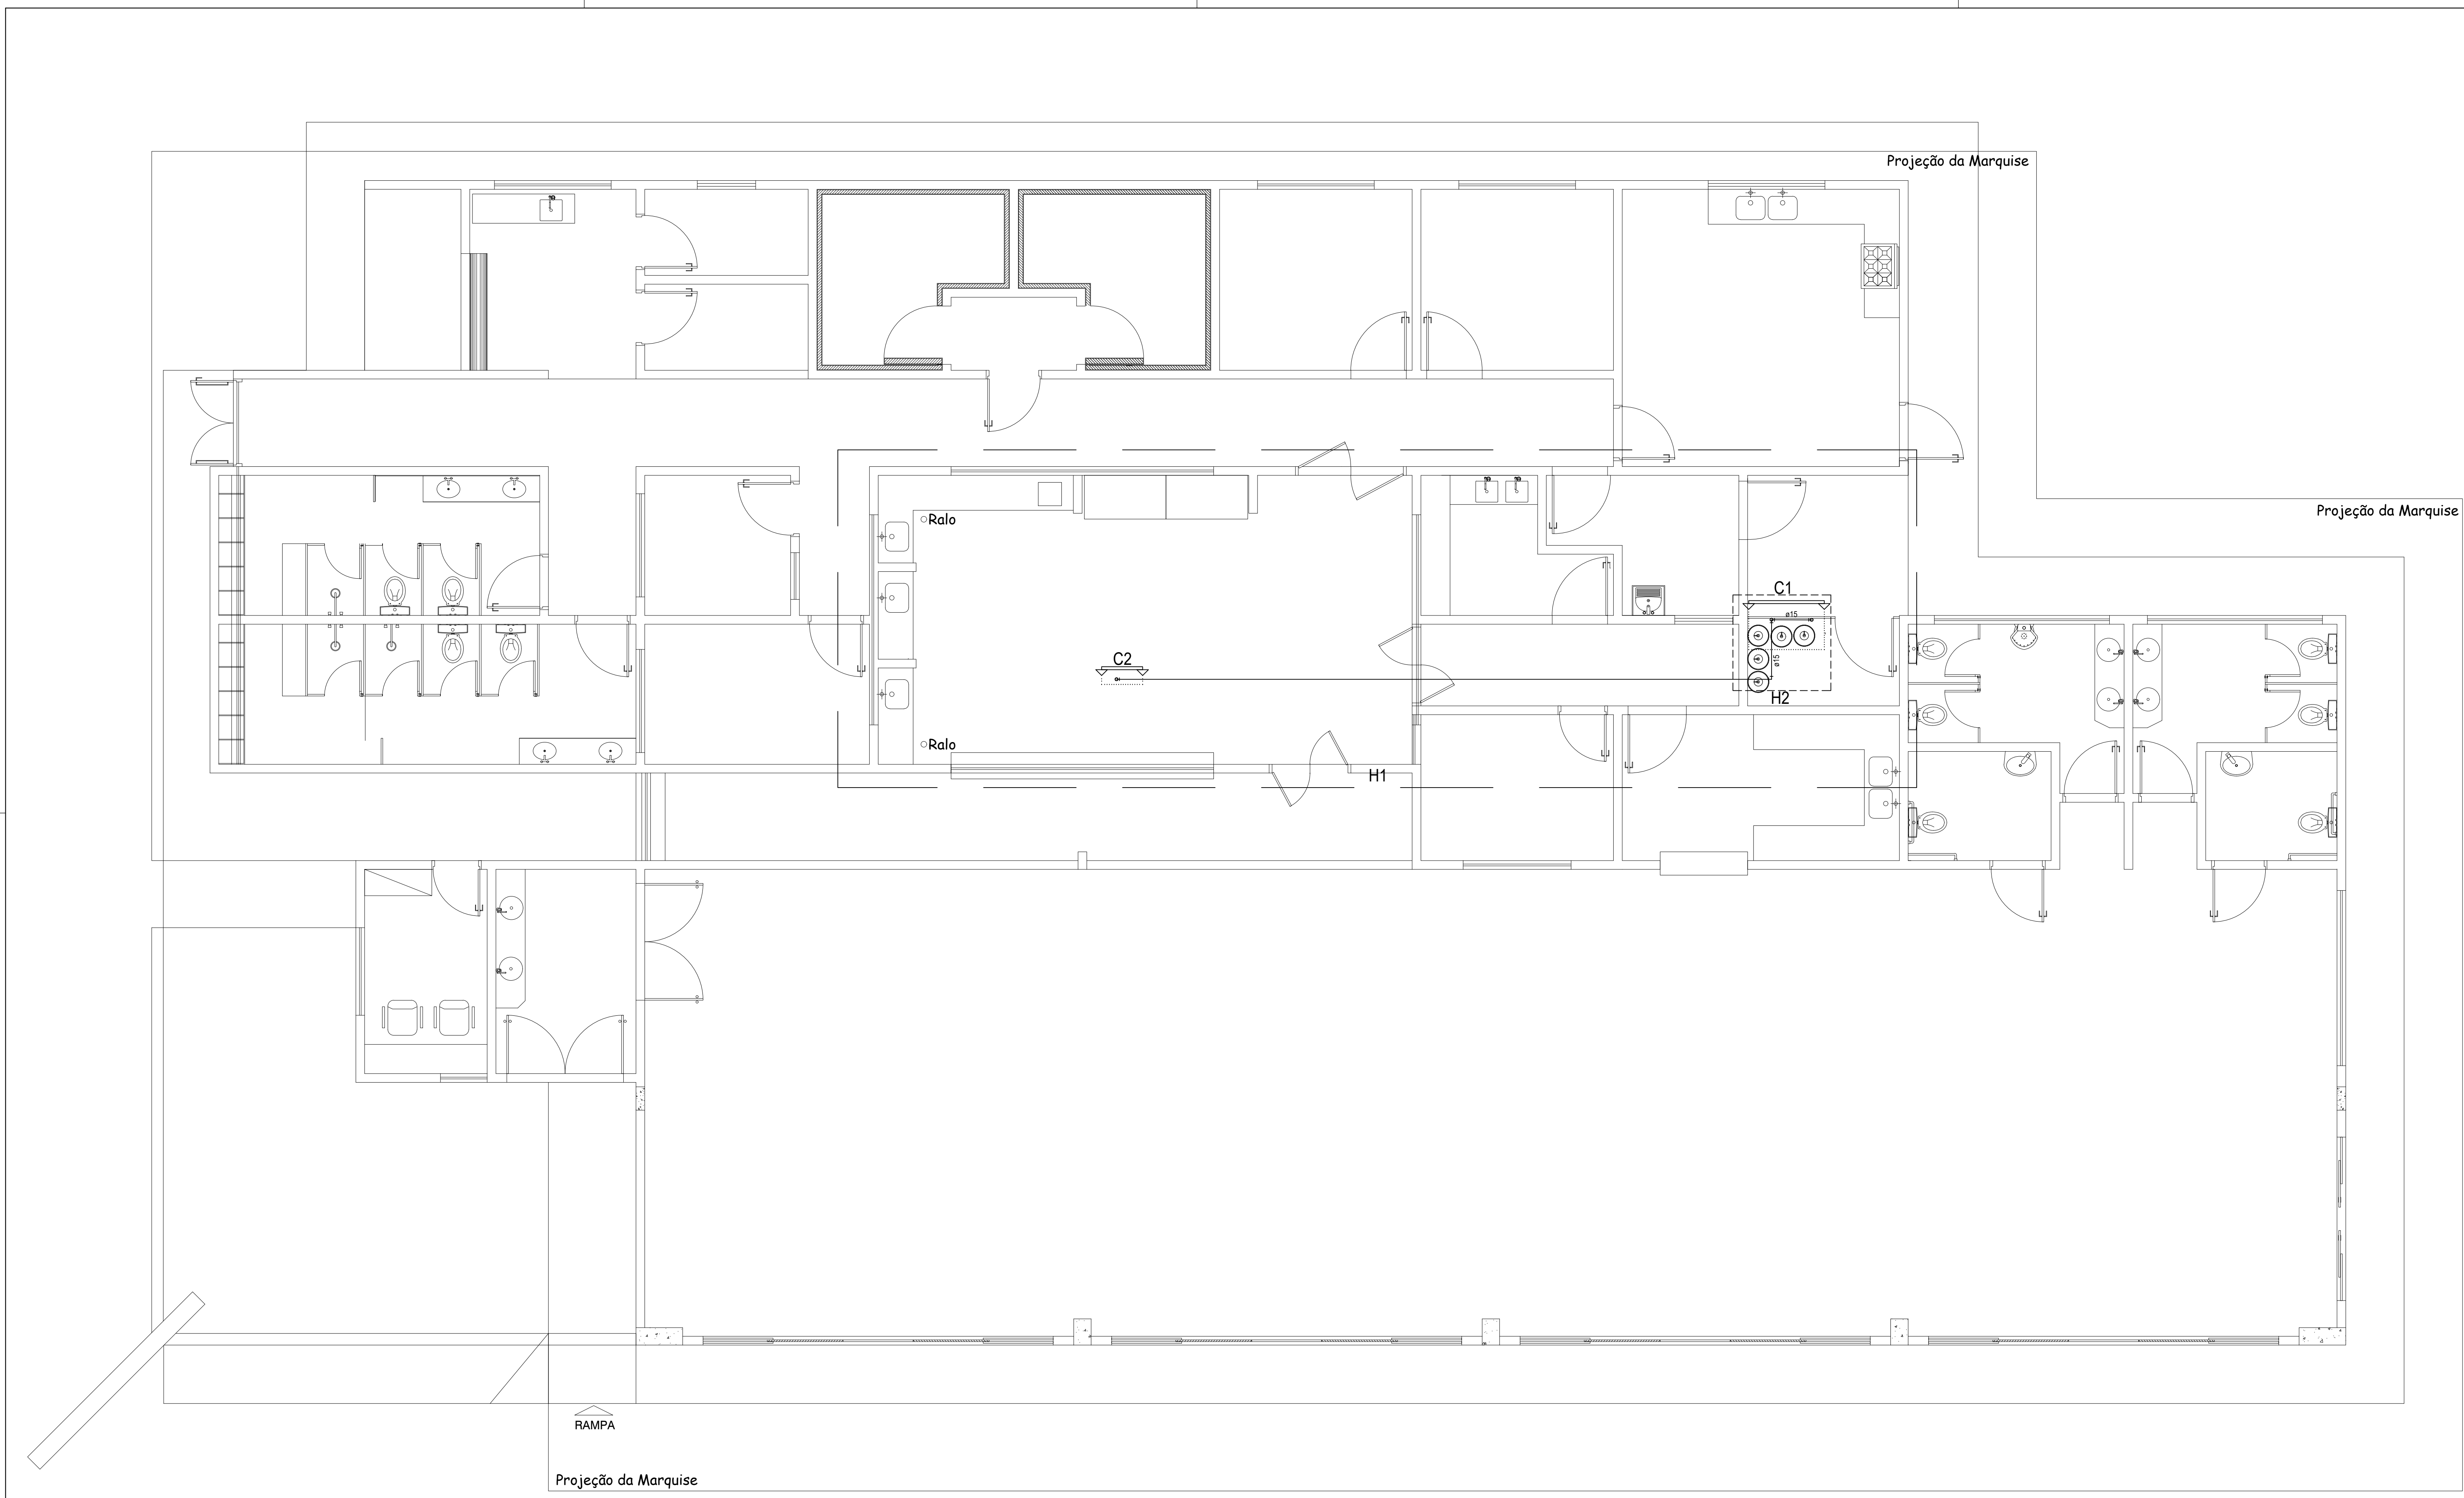 Projeção da Marquise
Projeção da Marquise
Ralo
C1
ø15
C2
ø15
H2
Ralo
H1
RAMPA
Projeção da Marquise